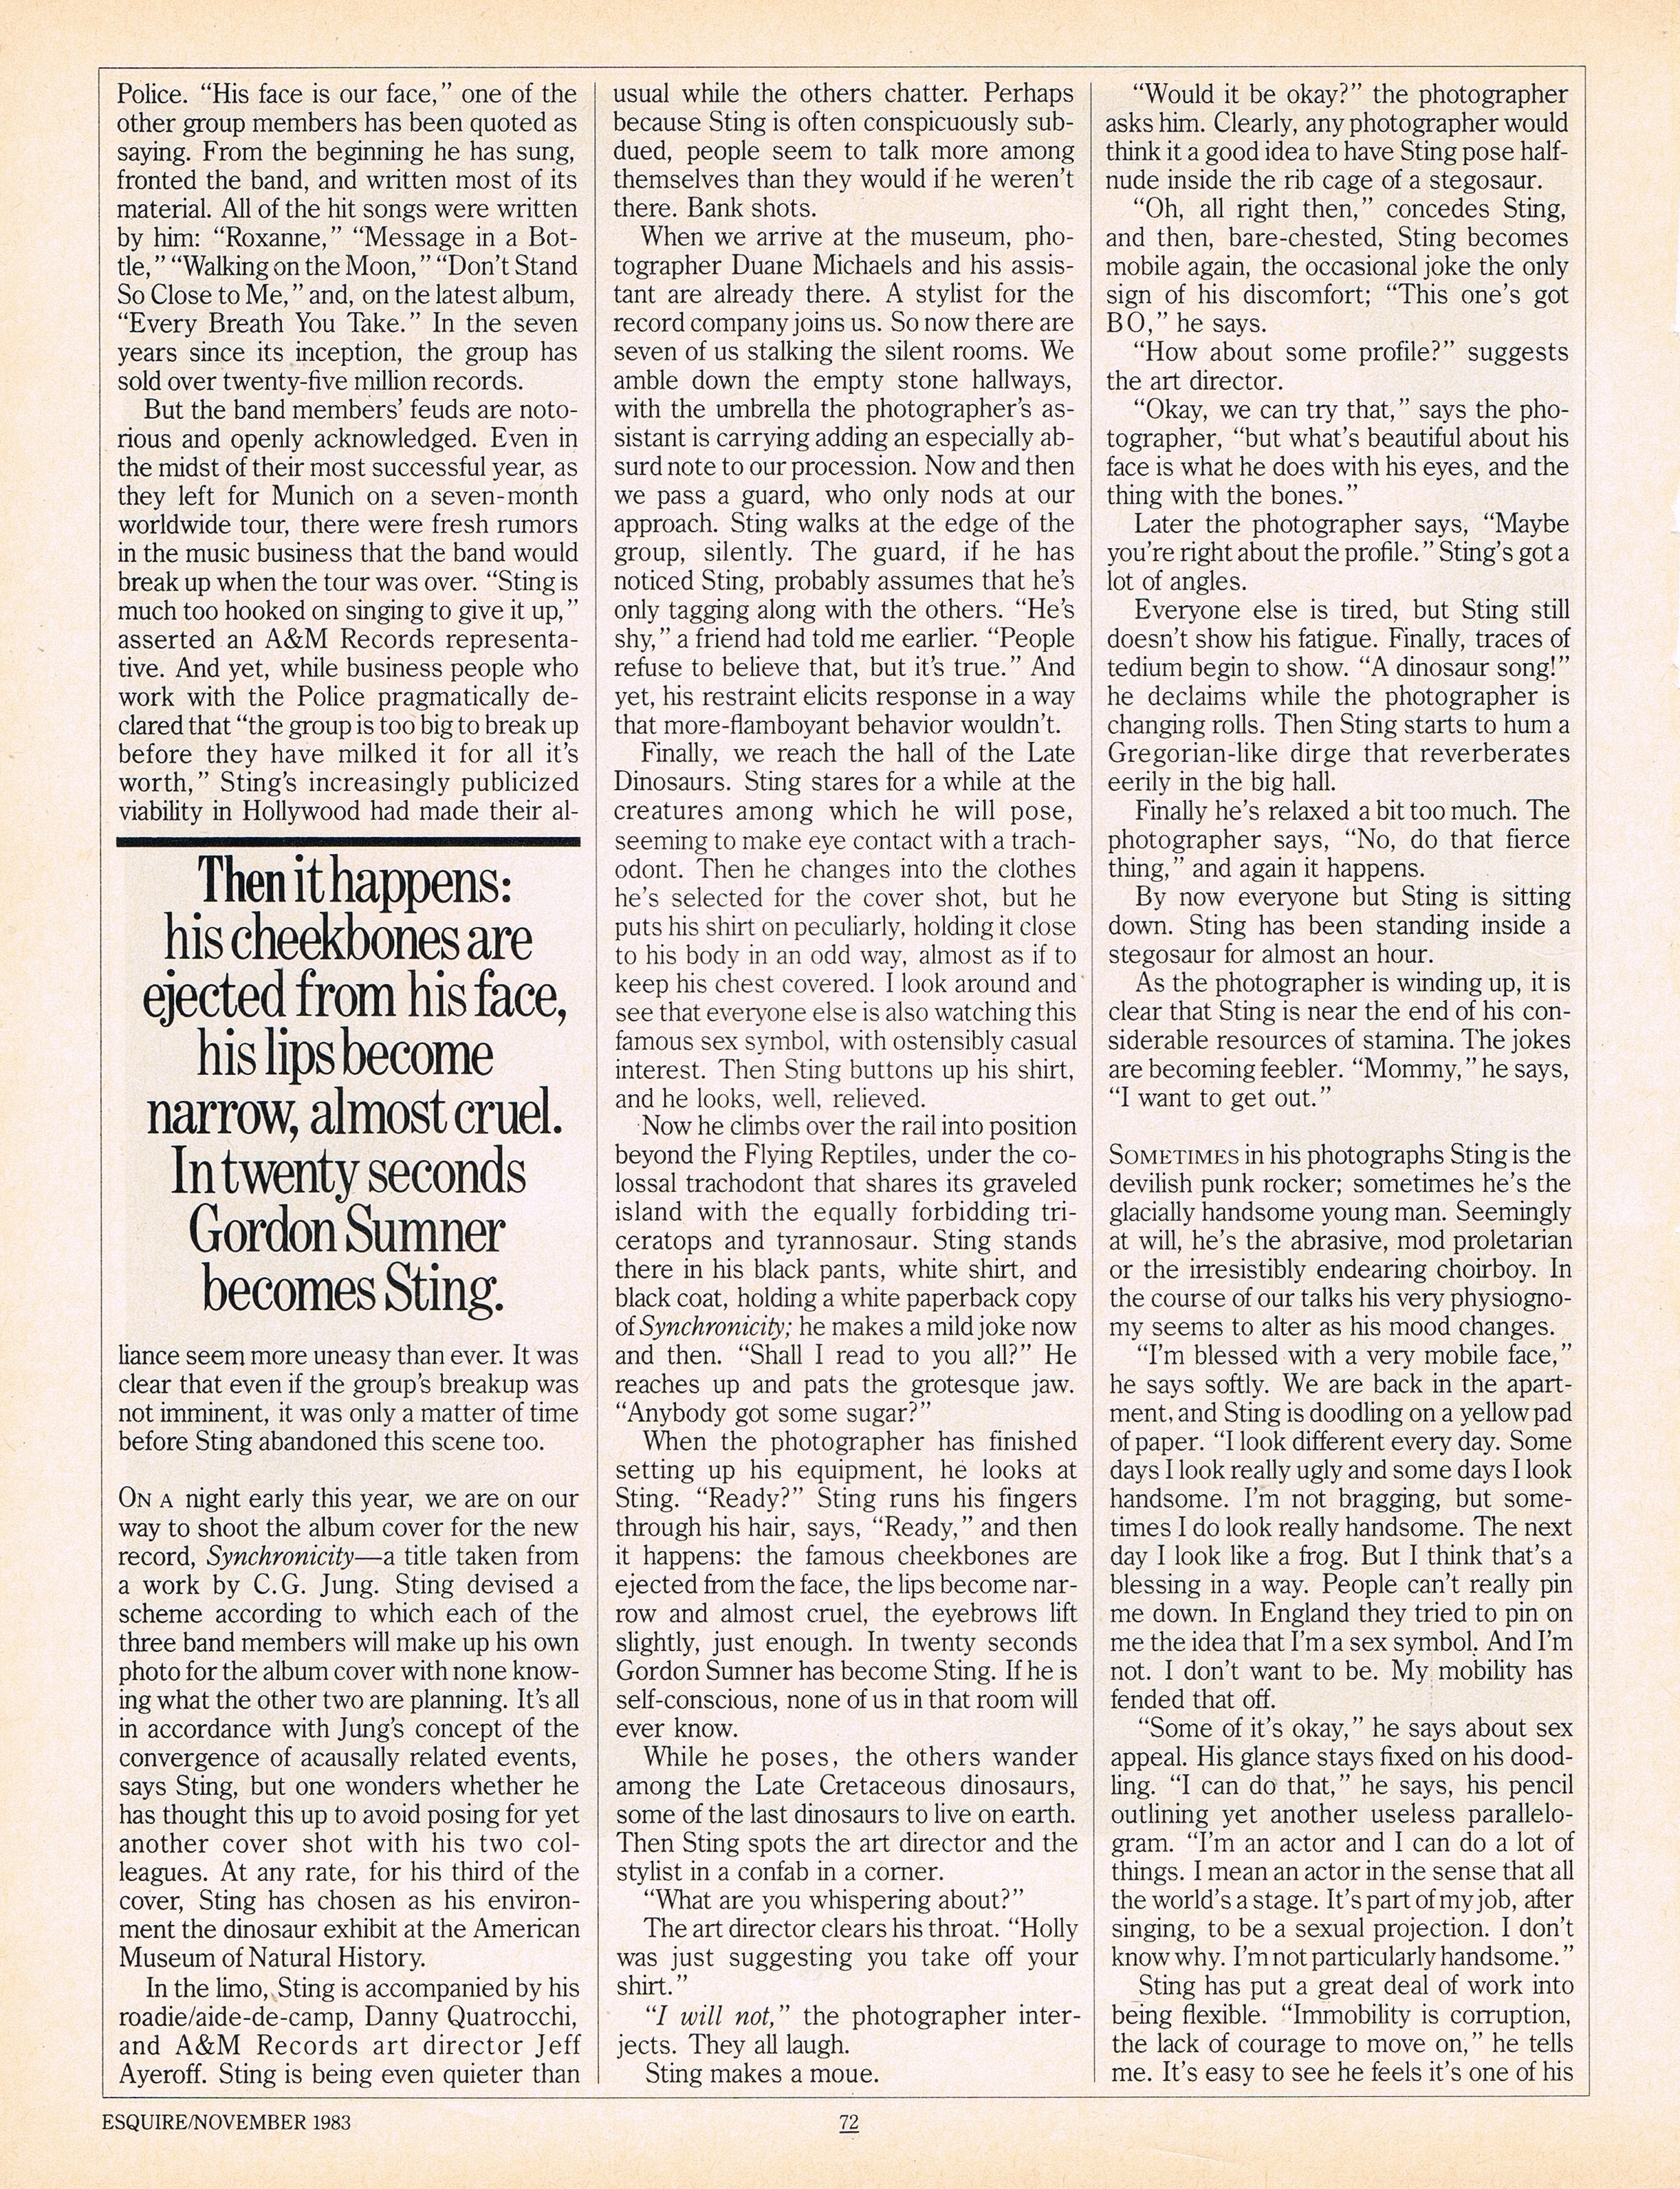 Police. “His face is our face,” one of the
other group members has been quoted as
saying. From the beginning he has sung,
fronted the band, and written most of its
material. All of the hit songs were written
by him: “Roxanne,” “Message in a Bot-
tle,” “Walking on the Moon,” “Don’t Stand
So Close to Me,” and, on the latest album,
“Every Breath You Take.” In the seven
years since its inception, the group has
sold over twenty-five million records.
But the band members’ feuds are noto-
rious and openly acknowledged. Even in
the midst of their most successful year, as
they left for Munich on a seven-month
worldwide tour, there were fresh rumors
in the music business that the band would
break up when the tour was over. “Sting is
much too hooked on singing to give it up,”
asserted an A&M Records representa-
tive. And yet, while business people who
work with the Police pragmatically de-
clared that “the group is too big to break up
before they have milked it for all it’s
worth,” Sting’s increasingly publicized
viability in Hollywood had made their al-
Then it happens:
his cheekbones are
ejected from his face,
his lips become
narrow, almost cruel.
In twenty seconds
Gordon Sumner
becomes Sting.
liance seem more uneasy than ever. It was
clear that even if the group’s breakup was
not imminent, it was only a matter of time
before Sting abandoned this scene too.
ON A night early this year, we are on our
way to shoot the album cover for the new
record, Synchronicity—a title taken from
a work by C.G. Jung. Sting devised a
scheme according to which each of the
three band members will make up his own
photo for the album cover with none know-
ing what the other two are planning. It’s all
in accordance with Jung’s concept of the
convergence of acausally related events,
says Sting, but one wonders whether he
has thought this up to avoid posing for yet
another cover shot with his two col-
leagues. At any rate, for his third of the
cover, Sting has chosen as his environ-
ment the dinosaur exhibit at the American
Museum of Natural History.
In the limo, Sting is accompanied by his
roadie/aide-de-camp, Danny Quatrocchi,
and A&M Records art director Jeff
Ayeroff. Sting is being even quieter than
usual while the others chatter. Perhaps
because Sting is often conspicuously sub-
dued, people seem to talk more among
themselves than they would if he weren’t
there. Bank shots.
When we arrive at the museum, pho-
tographer Duane Michaels and his assis-
tant are already there. A stylist for the
record company joins us. So now there are
seven of us stalking the silent rooms. We
amble down the empty stone hallways,
with the umbrella the photographer’s as-
sistant is carrying adding an especially ab-
surd note to our procession. Now and then
we pass a guard, who only nods at our
approach. Sting walks at the edge of the
group, silently. The guard, if he has
noticed Sting, probably assumes that he’s
only tagging along with the others. “He’s
shy,” a friend had told me earlier. “People
refuse to believe that, but it’s true.” And
yet, his restraint elicits response in a way
that more-flamboyant behavior wouldn’t.
Finally, we reach the hall of the Late
Dinosaurs. Sting stares for a while at the
creatures among which he will pose,
seeming to make eye contact with a trach-
odont. Then he changes into the clothes
he’s selected for the cover shot, but he
puts his shirt on peculiarly, holding it close
to his body in an odd way, almost as if to
keep his chest covered. I look around and
see that everyone else is also watching this
famous sex symbol, with ostensibly casual
interest. Then Sting buttons up his shirt,
and he looks, well, relieved.
Now he climbs over the rail into position
beyond the Flying Reptiles, under the co-
lossal trachodont that shares its graveled
island with the equally forbidding tri-
ceratops and tyrannosaur. Sting stands
there in his black pants, white shirt, and
black coat, holding a white paperback copy
of Synchronicity; he makes a mild joke now
and then. “Shall I read to you all?” He
reaches up and pats the grotesque jaw.
“Anybody got some sugar?”
When the photographer has finished
setting up his equipment, he looks at
Sting. “Ready?” Sting runs his fingers
through his hair, says, “Ready,” and then
it happens: the famous cheekbones are
ejected from the face, the lips become nar-
row and almost cruel, the eyebrows lift
slightly, just enough. In twenty seconds
Gordon Sumner has become Sting. If he is
self-conscious, none of us in that room will
ever know.
While he poses, the others wander
among the Late Cretaceous dinosaurs,
some of the last dinosaurs to live on earth.
Then Sting spots the art director and the
stylist in a confab in a corner.
“What are you whispering about?”
The art director clears his throat. “Holly
was just suggesting you take off your
shirt.”
“I will not,” the photographer inter-
jects. They all laugh.
Sting makes a moue.
“Would it be okay?” the photographer
asks him. Clearly, any photographer would
think it a good idea to have Sting pose half-
nude inside the rib cage of a stegosaur.
“Oh, all right then,” concedes Sting,
and then, bare-chested, Sting becomes
mobile again, the occasional joke the only
sign of his discomfort; “This one’s got
BO,” he says.
“How about some profile?” suggests
the art director.
“Okay, we can try that,” says the pho-
tographer, “but what’s beautiful about his
face is what he does with his eyes, and the
thing with the bones.”
Later the photographer says, “Maybe
you’re right about the profile.” Sting’s got a
lot of angles.
Everyone else is tired, but Sting still
doesn’t show his fatigue. Finally, traces of
tedium begin to show. “A dinosaur song!”
he declaims while the photographer is
changing rolls. Then Sting starts to hum a
Gregorian-like dirge that reverberates
eerily in the big hall.
Finally he’s relaxed a bit too much. The
photographer says, “No, do that fierce
thing,” and again it happens.
By now everyone but Sting is sitting
down. Sting has been standing inside a
stegosaur for almost an hour.
As the photographer is winding up, it is
clear that Sting is near the end of his con-
siderable resources of stamina. The jokes
are becoming feebler. “Mommy,” he says,
“I want to get out.”
SOMETIMES in his photographs Sting is the
devilish punk rocker; sometimes he’s the
glacially handsome young man. Seemingly
at will, he’s the abrasive, mod proletarian
or the irresistibly endearing choirboy. In
the course of our talks his very physiogno-
my seems to alter as his mood changes.
“I’m blessed with a very mobile face,”
he says softly. We are back in the apart-
ment, and Sting is doodling on a yellow pad
of paper. “I look different every day. Some
days I look really ugly and some days I look
handsome. I’m not bragging, but some-
times I do look really handsome. The next
day I look like a frog. But I think that’s a
blessing in a way. People can’t really pin
me down. In England they tried to pin on
me the idea that I’m a sex symbol. And I’m
not. I don’t want to be. My mobility has
fended that off.
“Some of it’s okay,” he says about sex
appeal. His glance stays fixed on his dood-
ling. “I can do that,” he says, his pencil
outlining yet another useless parallelo-
gram. “I’m an actor and I can do a lot of
things. I mean an actor in the sense that all
the world’s a stage. It’s part of my job, after
singing, to be a sexual projection. I don’t
know why. I’m not particularly handsome.”
Sting has put a great deal of work into
being flexible. “Immobility is corruption,
the lack of courage to move on,” he tells
me. It’s easy to see he feels it’s one of his
ESQUIRE/NOVEMBER 1983
72